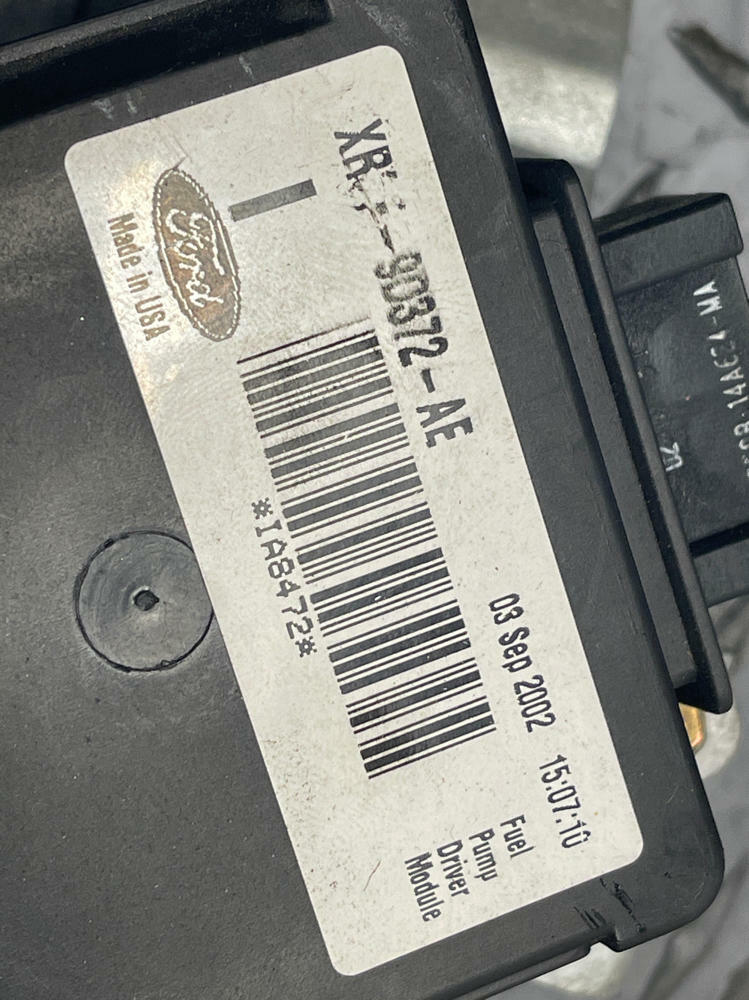 9D372-AE
Ford
Made in USA
*IA8472*
03 Sep 2002 15:07:10
Fuel
Pump
Driver
Module